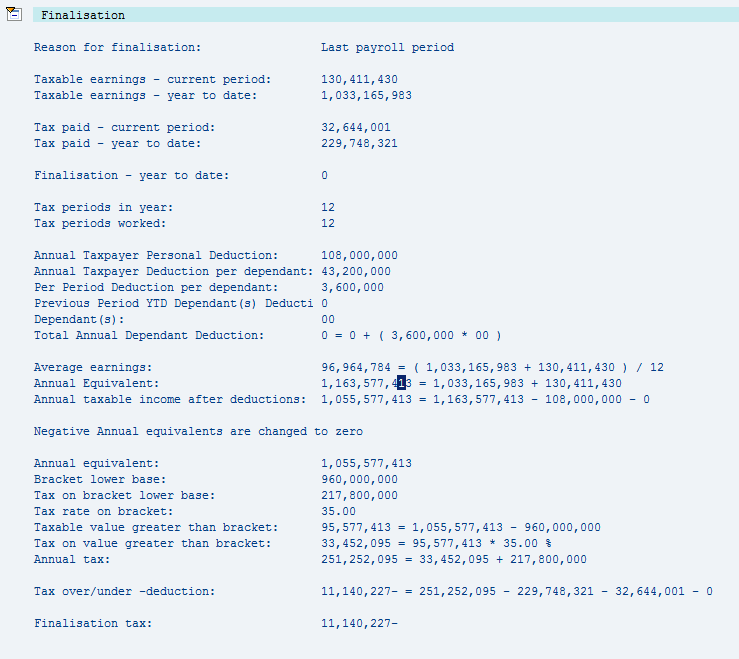 Finalisation
Reason for finalisation: Last payroll period
Taxable earnings - current period: 130,411,430
Taxable earnings - year to date: 1,033,165,983
Tax paid - current period: 32,644,001
Tax paid - year to date: 229,748,321
Finalisation - year to date: 0
Tax periods in year: 12
Tax periods worked: 12
Annual Taxpayer Personal Deduction: 108,000,000
Annual Taxpayer Deduction per dependant: 43,200,000
Per Period Deduction per dependant: 3,600,000
Previous Period YTD Dependant(s) Deducti 0
Dependant(s): 00
Total Annual Dependant Deduction: 0 = 0 + ( 3,600,000 * 00 )
Average earnings: 96,964,784 = ( 1,033,165,983 + 130,411,430 ) / 12
Annual Equivalent: 1,163,577,413 = 1,033,165,983 + 130,411,430
Annual taxable income after deductions: 1,055,577,413 = 1,163,577,413 - 108,000,000 - 0
Negative Annual equivalents are changed to zero
Annual equivalent: 1,055,577,413
Bracket lower base: 960,000,000
Tax on bracket lower base: 217,800,000
Tax rate on bracket: 35.00
Taxable value greater than bracket: 95,577,413 = 1,055,577,413 - 960,000,000
Tax on value greater than bracket: 33,452,095 = 95,577,413 * 35.00 %
Annual tax: 251,252,095 = 33,452,095 + 217,800,000
Tax over/under -deduction: 11,140,227- = 251,252,095 - 229,748,321 - 32,644,001 - 0
Finalisation tax: 11,140,227-